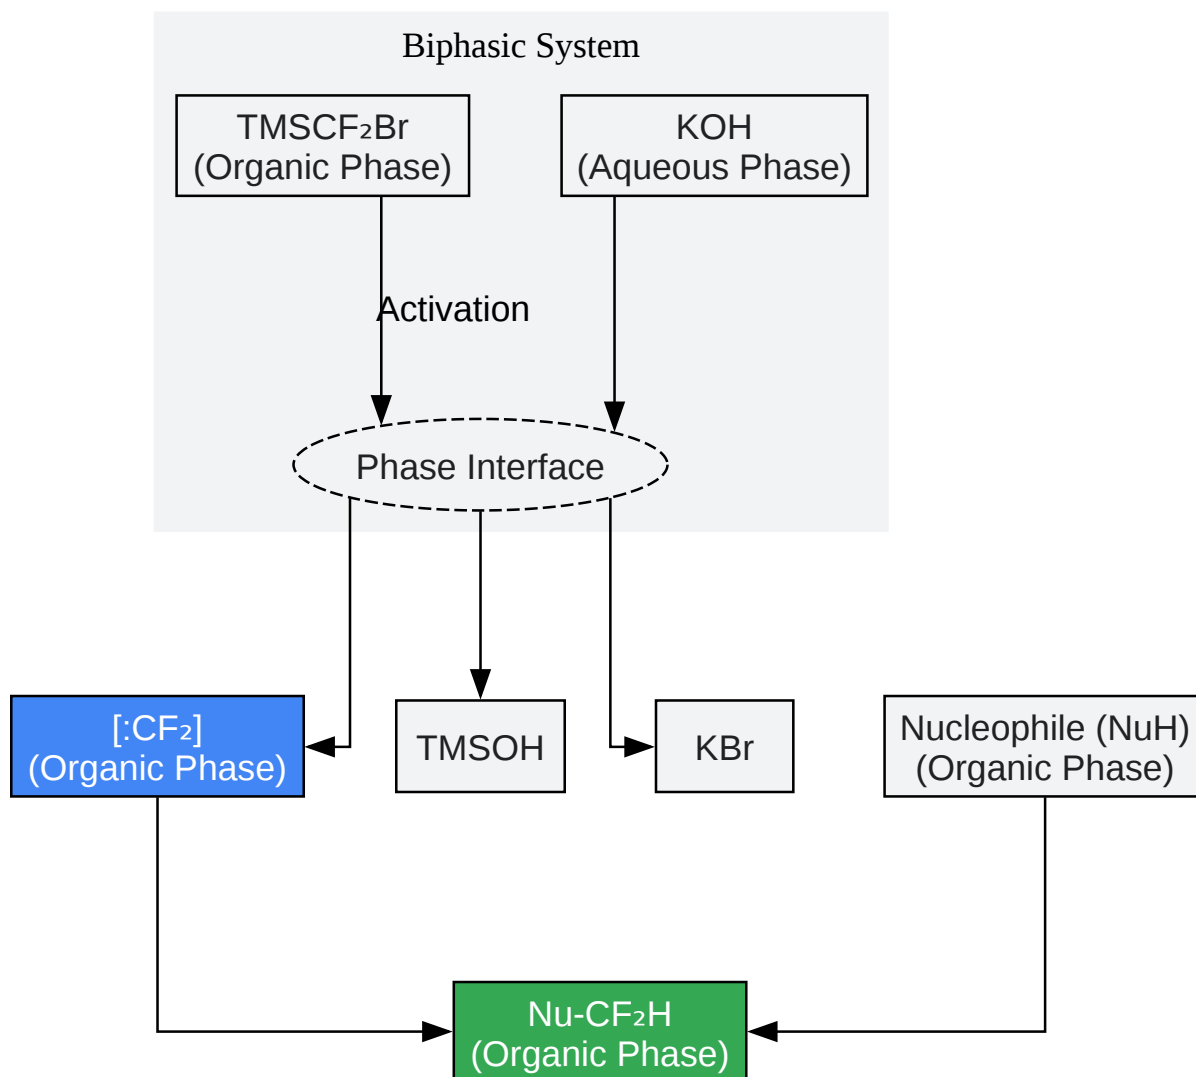 Biphasic System
TMSCF₂Br
(Organic Phase)
KOH
(Aqueous Phase)
Activation
Phase Interface
[:CF₂]
(Organic Phase)
TMSOH
KBr
Nucleophile (NuH)
(Organic Phase)
Nu-CF₂H
(Organic Phase)